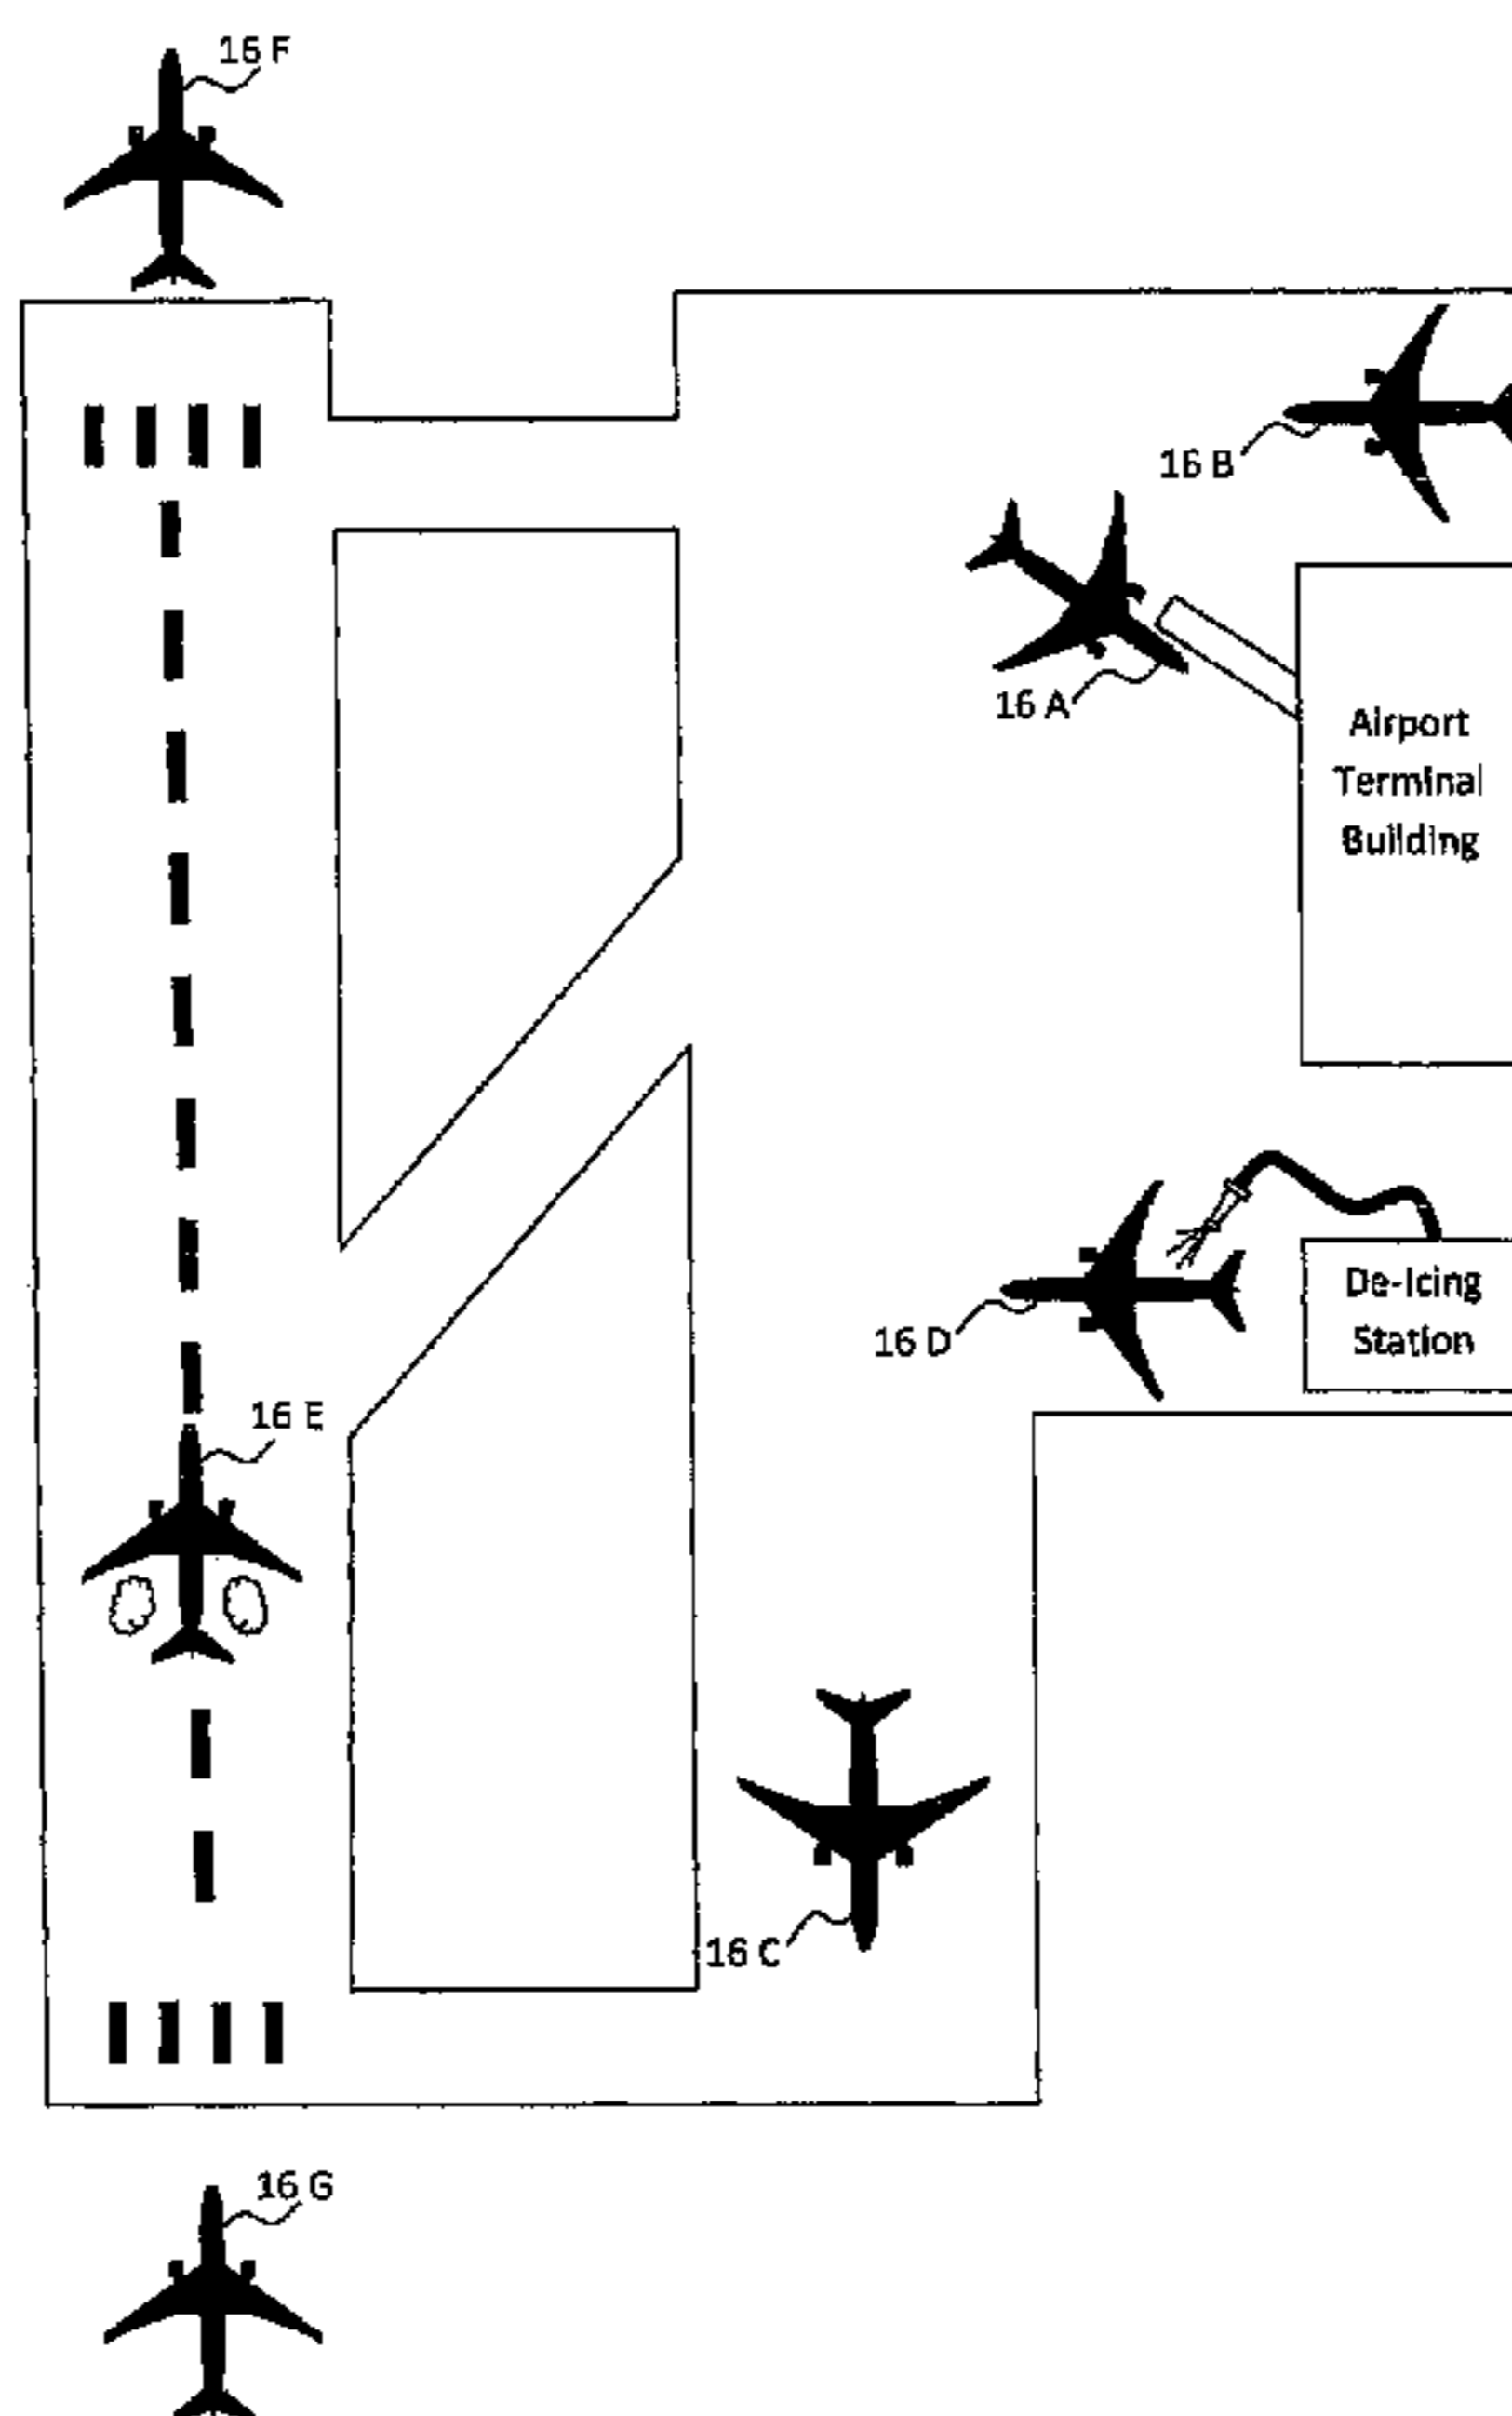 16 F
16 B
16 A
Airport
Terminal
Building
De-Icing
Station
16 D
16 E
16 C
16 G